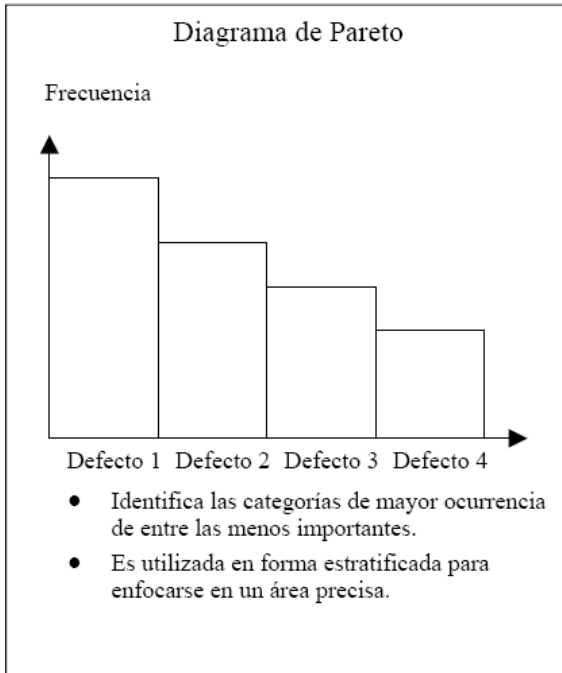 Diagrama de Pareto
Frecuencia
Defecto 1 Defecto 2 Defecto 3 Defecto 4
● Identifica las categorías de mayor ocurrencia
de entre las menos importantes.
● Es utilizada en forma estratificada para
enfocarse en un área precisa.